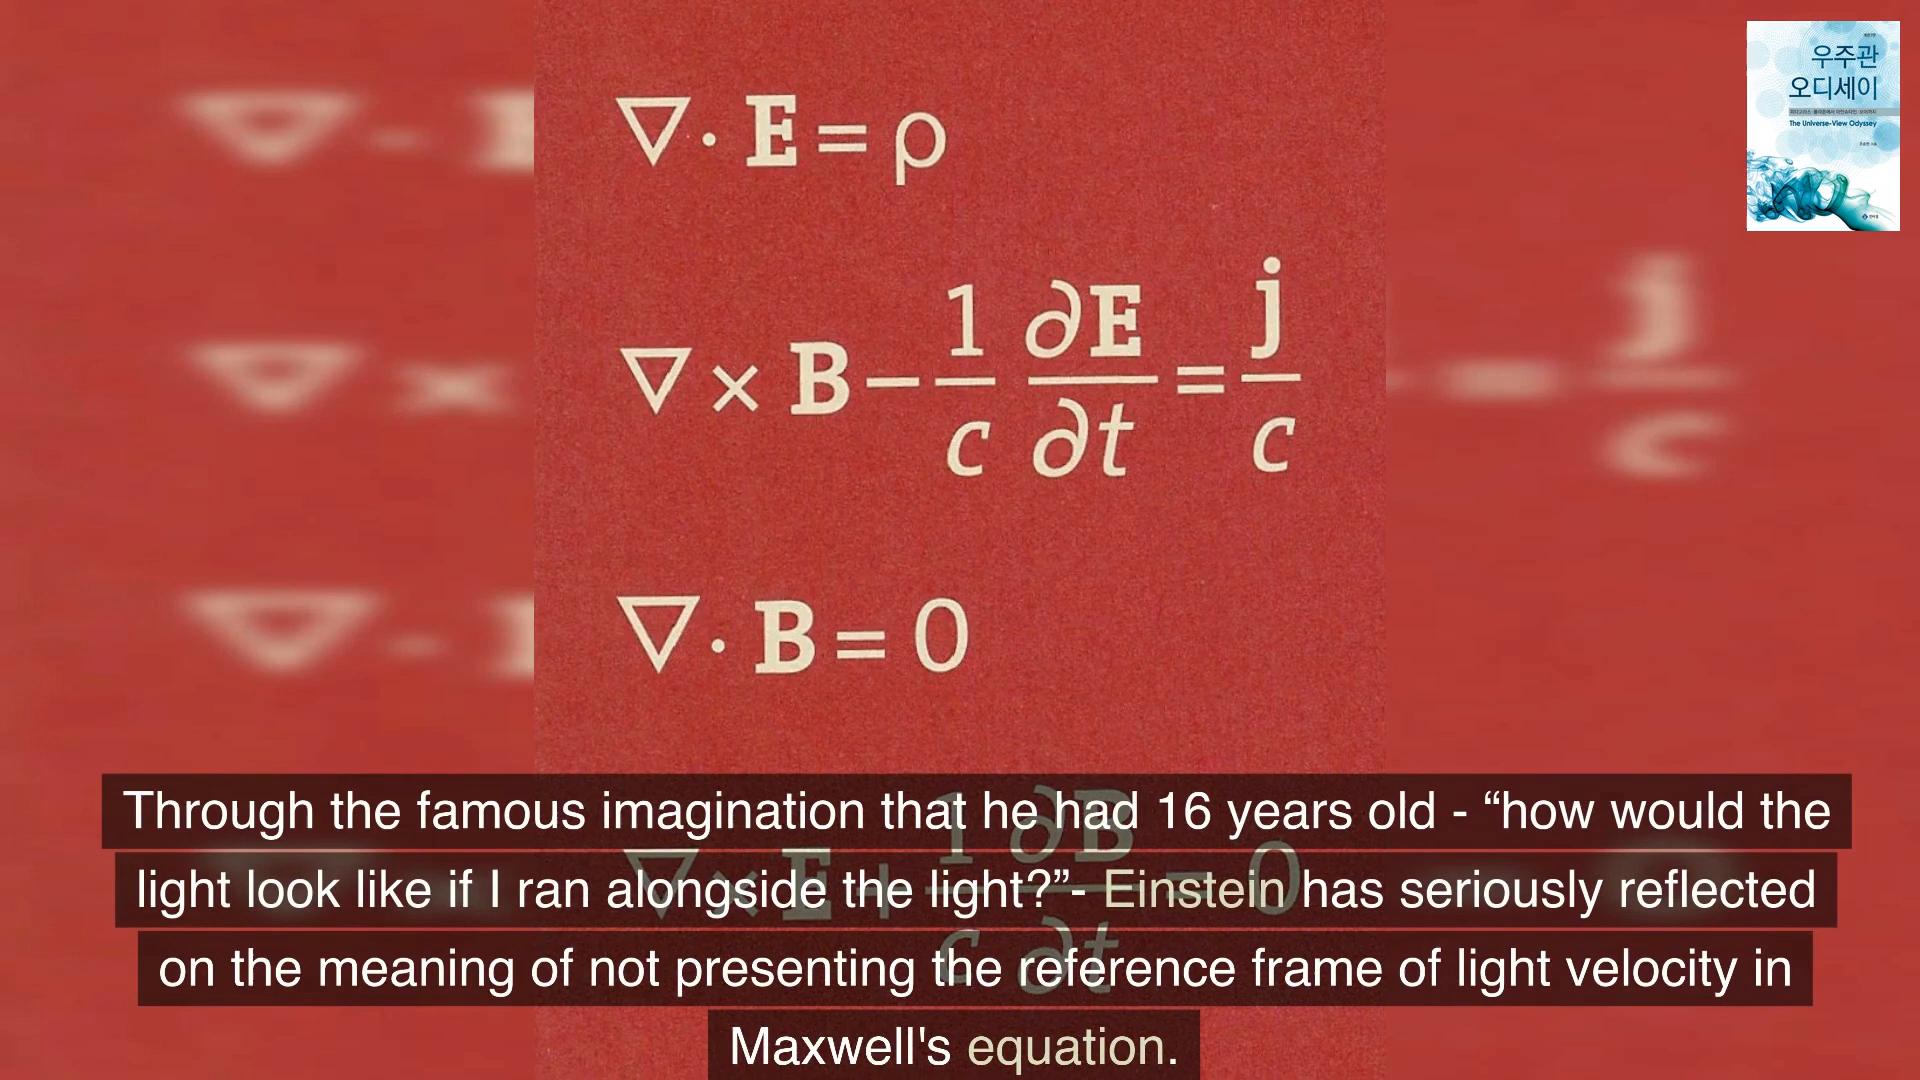 ∇· E = ρ
∇× B − 1/c ∂E/∂t = j/c
∇· B = 0
∇× E + 1/c ∂B/∂t = 0
우주관
오디세이
The Universe-View Odyssey
Through the famous imagination that he had 16 years old - “how would the
light look like if I ran alongside the light?”- Einstein has seriously reflected
on the meaning of not presenting the reference frame of light velocity in
Maxwell's equation.